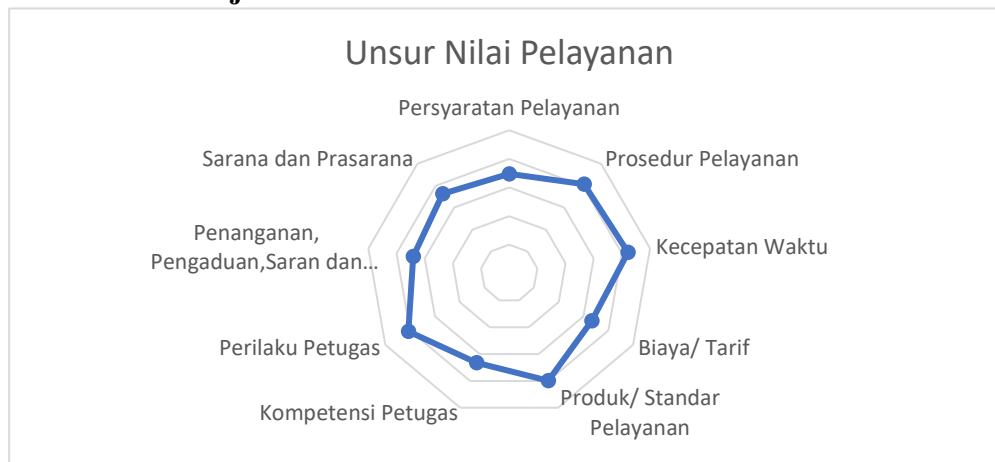 Unsur Nilai Pelayanan
Persyaratan Pelayanan
Prosedur Pelayanan
Kecepatan Waktu
Biaya/ Tarif
Produk/ Standar
Pelayanan
Kompetensi Petugas
Perilaku Petugas
Penanganan,
Pengaduan,Saran dan...
Sarana dan Prasarana